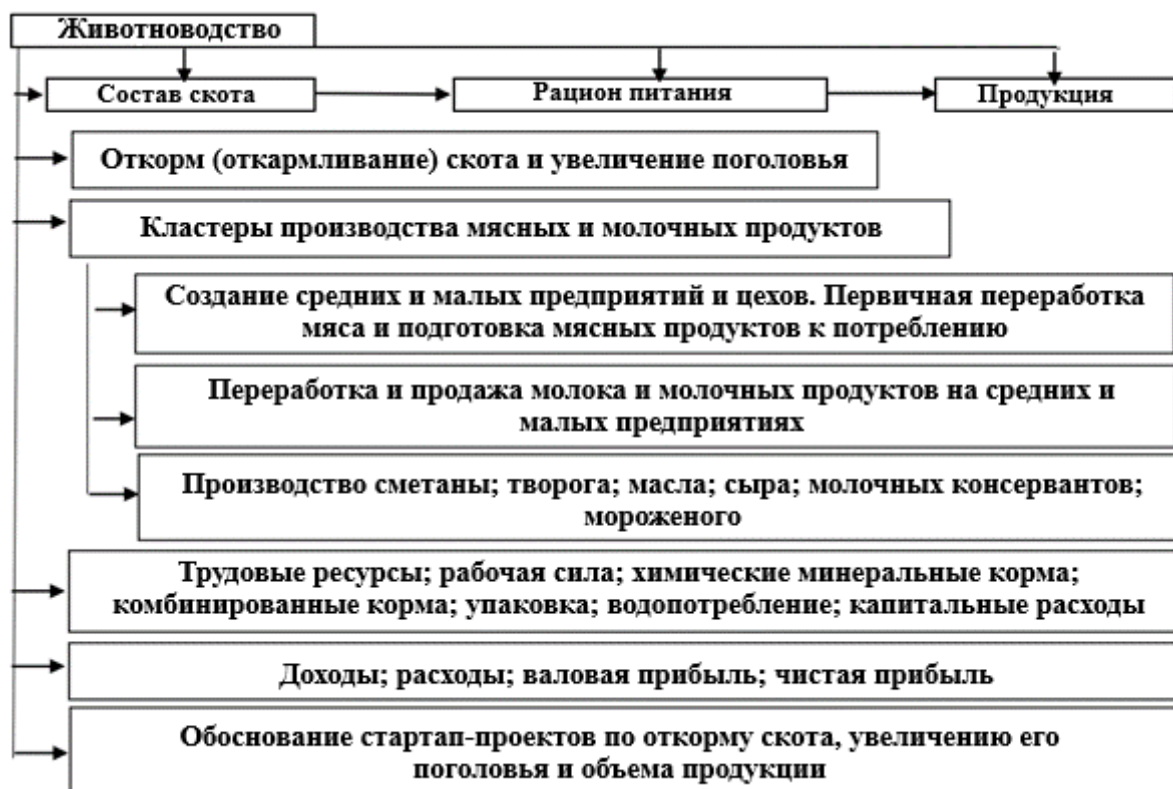 Животноводство
Состав скота
Рацион питания
Продукция
Откорм (откармливание) скота и увеличение поголовья
Кластеры производства мясных и молочных продуктов
Создание средних и малых предприятий и цехов. Первичная переработка
мяса и подготовка мясных продуктов к потреблению
Переработка и продажа молока и молочных продуктов на средних и
малых предприятиях
Производство сметаны; творога; масла; сыра; молочных консервантов;
мороженого
Трудовые ресурсы; рабочая сила; химические минеральные корма;
комбинированные корма; упаковка; водопотребление; капитальные расходы
Доходы; расходы; валовая прибыль; чистая прибыль
Обоснование стартап-проектов по откорму скота, увеличению его
поголовья и объема продукции